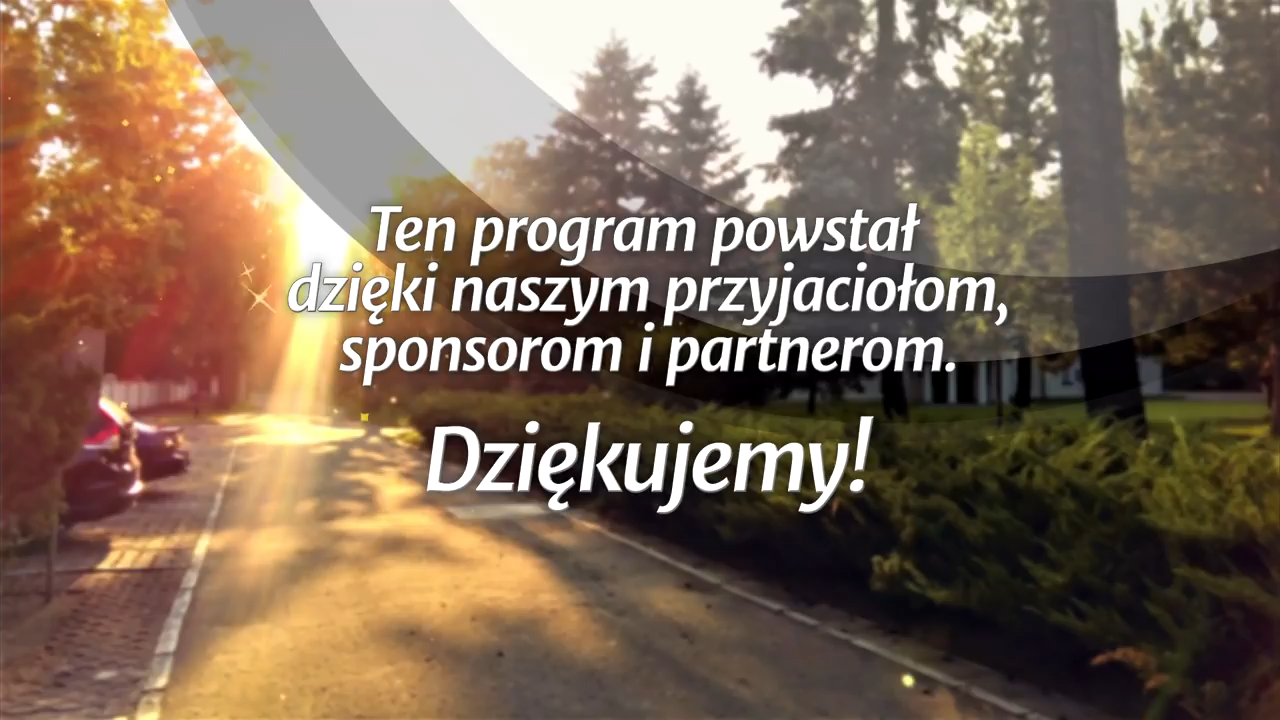 Ten program powstał
dzięki naszym przyjaciołom,
sponsorom i partnerom.
Dziękujemy!